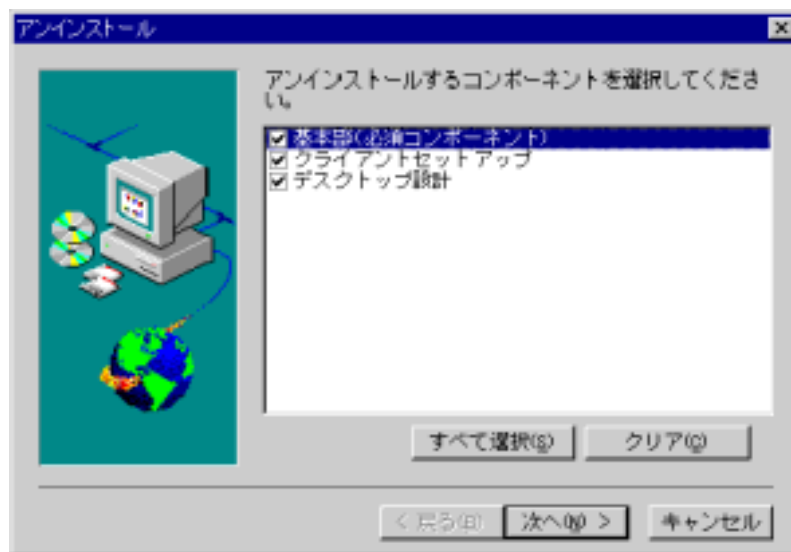 アンインストール
アンインストールするコンポーネントを選択してくださ
い。
基本部(必須コンポーネント)
クライアントセットアップ
デスクトップ設計
すべて選択(S)
クリア(C)
< 戻る(B)
次へ(N) >
キャンセル